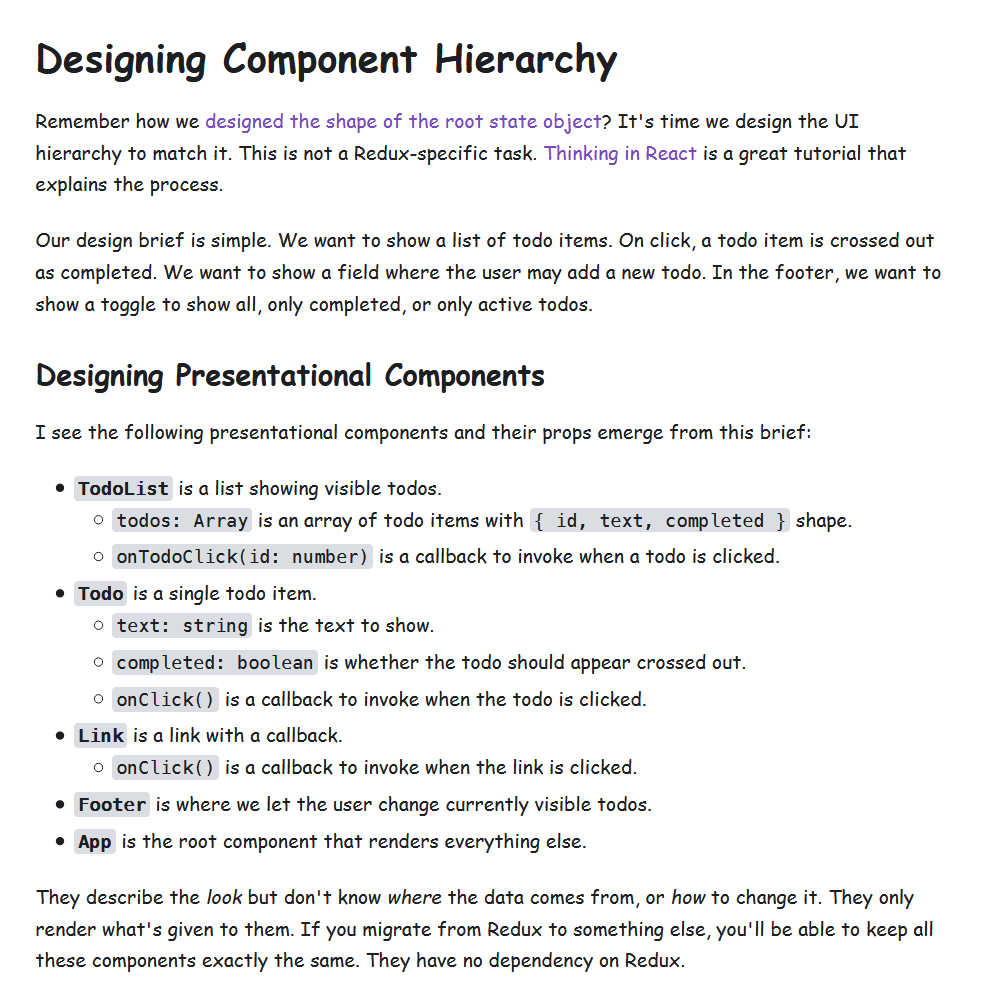 Designing Component Hierarchy
Remember how we designed the shape of the root state object? It's time we design the UI
hierarchy to match it. This is not a Redux-specific task. Thinking in React is a great tutorial that
explains the process.
Our design brief is simple. We want to show a list of todo items. On click, a todo item is crossed out
as completed. We want to show a field where the user may add a new todo. In the footer, we want to
show a toggle to show all, only completed, or only active todos.
Designing Presentational Components
I see the following presentational components and their props emerge from this brief:
TodoList is a list showing visible todos.
todos: Array is an array of todo items with { id, text, completed } shape.
onTodoClick(id: number) is a callback to invoke when a todo is clicked.
Todo is a single todo item.
text: string is the text to show.
completed: boolean is whether the todo should appear crossed out.
onClick() is a callback to invoke when the todo is clicked.
Link is a link with a callback.
onClick() is a callback to invoke when the link is clicked.
Footer is where we let the user change currently visible todos.
App is the root component that renders everything else.
They describe the look but don't know where the data comes from, or how to change it. They only
render what's given to them. If you migrate from Redux to something else, you'll be able to keep all
these components exactly the same. They have no dependency on Redux.